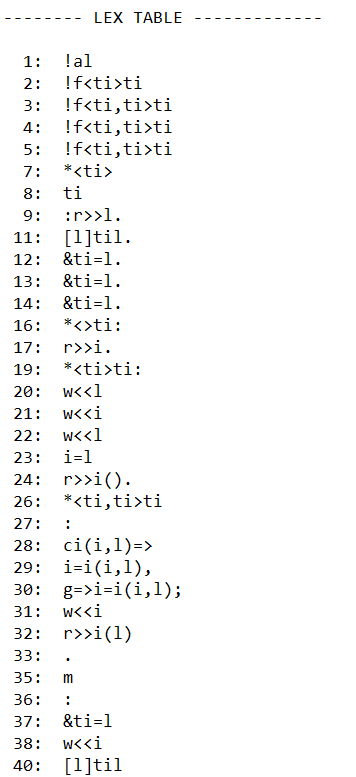 -------- LEX TABLE -------------
1: !al
2: !f<ti>ti
3: !f<ti,ti>ti
4: !f<ti,ti>ti
5: !f<ti,ti>ti
7: *<ti>
8: ti
9: :r>>l.
11: [l]til.
12: &ti=l.
13: &ti=l.
14: &ti=l.
16: *<>ti:
17: r>>i.
19: *<ti>ti:
20: w<<l
21: w<<i
22: w<<l
23: i=l
24: r>>i().
26: *<ti,ti>ti
27: :
28: ci(i,l)=>
29: i=i(i,l),
30: g=>i=i(i,l);
31: w<<i
32: r>>i(l)
33: .
35: m
36: :
37: &ti=l
38: w<<i
40: [l]til